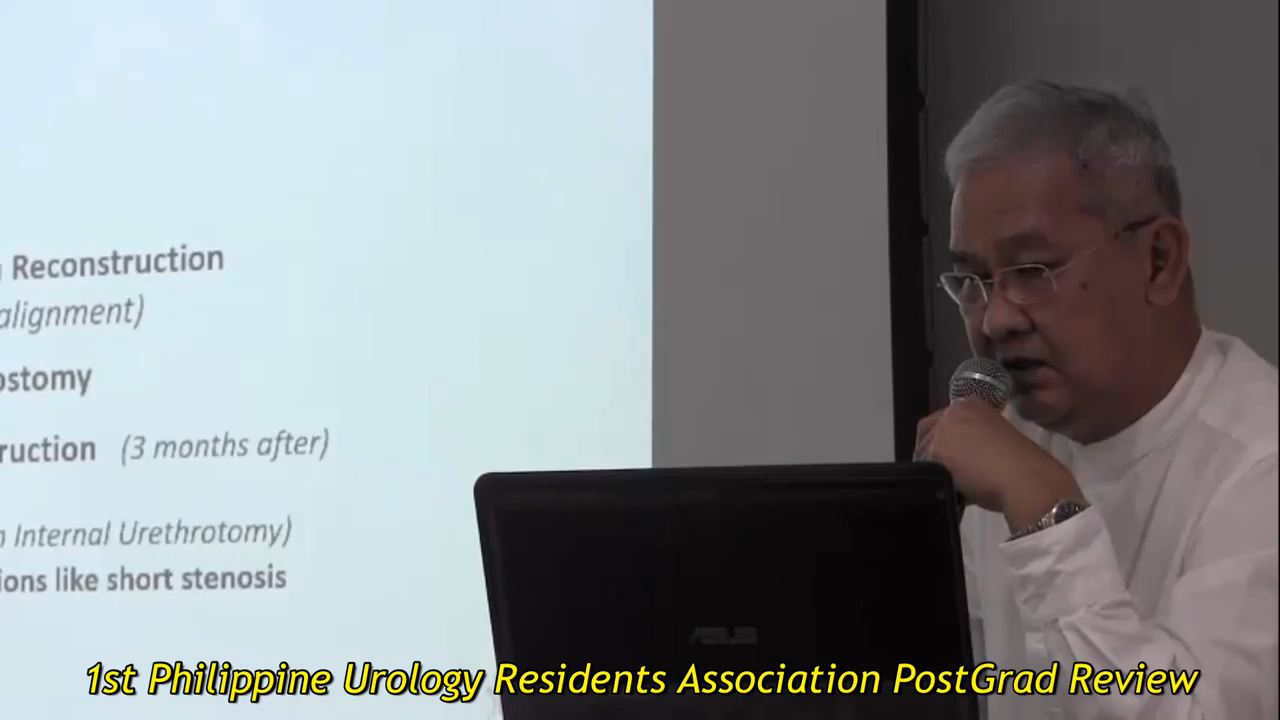 Reconstruction
alignment)
ostomy
ruction (3 months after)
Internal Urethrotomy)
ions like short stenosis
ASUS
1st Philippine Urology Residents Association PostGrad Review